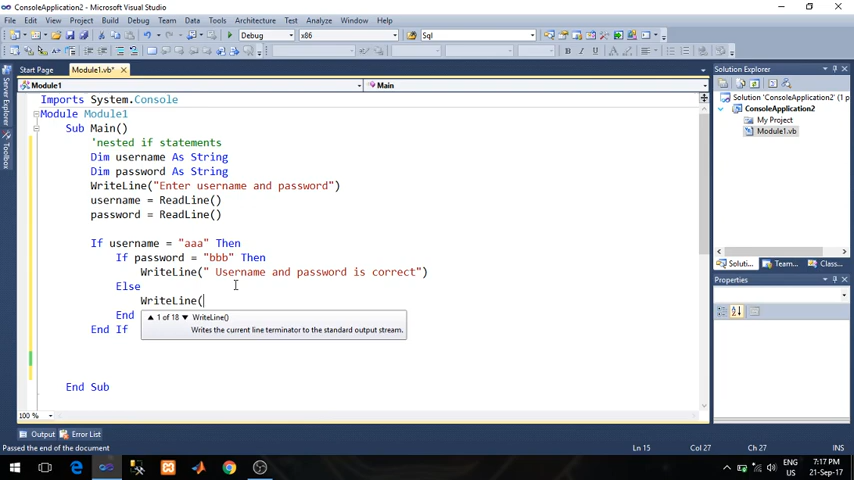 ConsoleApplication2 - Microsoft Visual Studio
File Edit View Project Build Debug Team Data Tools Architecture Test Analyze Window Help
Debug x86 Sql
Start Page Module1.vb* ×
Module1 Main
Imports System.Console
Module Module1
Sub Main()
'nested if statements
Dim username As String
Dim password As String
WriteLine("Enter username and password")
username = ReadLine()
password = ReadLine()
If username = "aaa" Then
If password = "bbb" Then
WriteLine(" Username and password is correct")
Else
WriteLine(
End
1 of 18 WriteLine()
Writes the current line terminator to the standard output stream.
End If
End Sub
100 %
Server Explorer
Toolbox
Solution Explorer
Solution 'ConsoleApplication2'
ConsoleApplication2
My Project
Module1.vb
Soluti... Team... Class...
Properties
Output Error List
Passed the end of the document Ln 15 Col 27 Ch 27 INS
ENG 7:17 PM
US 21-Sep-17